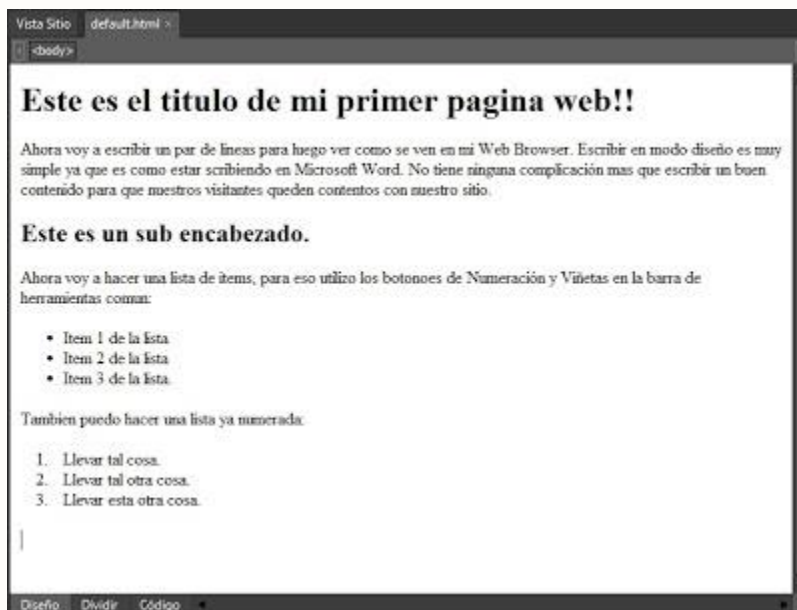 Vista Sitio default.html ×
<body>
Este es el titulo de mi primer pagina web!!
Ahora voy a escribir un par de lineas para luego ver como se ven en mi Web Browser. Escribir en modo diseño es muy
simple ya que es como estar scribiendo en Microsoft Word. No tiene ninguna complicación mas que escribir un buen
contenido para que nuestros visitantes queden contentos con nuestro sitio.
Este es un sub encabezado.
Ahora voy a hacer una lista de items, para eso utilizo los botonoes de Numeración y Viñetas en la barra de
herramientas comun:
• Item 1 de la lista
• Item 2 de la lista
• Item 3 de la lista.
Tambien puedo hacer una lista ya numerada:
1. Llevar tal cosa.
2. Llevar tal otra cosa.
3. Llevar esta otra cosa.
Diseño Dividir Código